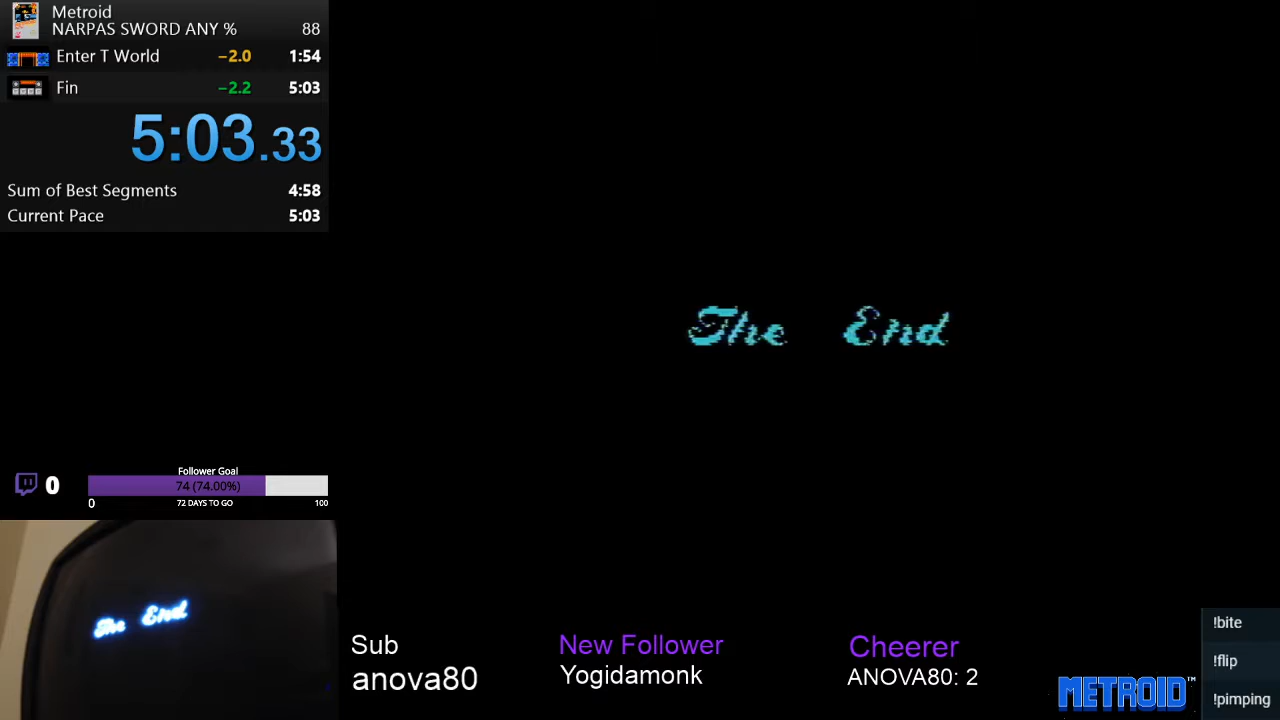 Metroid
NARPAS SWORD ANY % 88
Enter T World −2.0 1:54
Fin −2.2 5:03
5:03.33
Sum of Best Segments 4:58
Current Pace 5:03
The End
Follower Goal
0 74 (74.00%)
0 72 DAYS TO GO 100
The End
Sub
anova80
New Follower
Yogidamonk
Cheerer
ANOVA80: 2
METROID™
!bite
!flip
!pimping